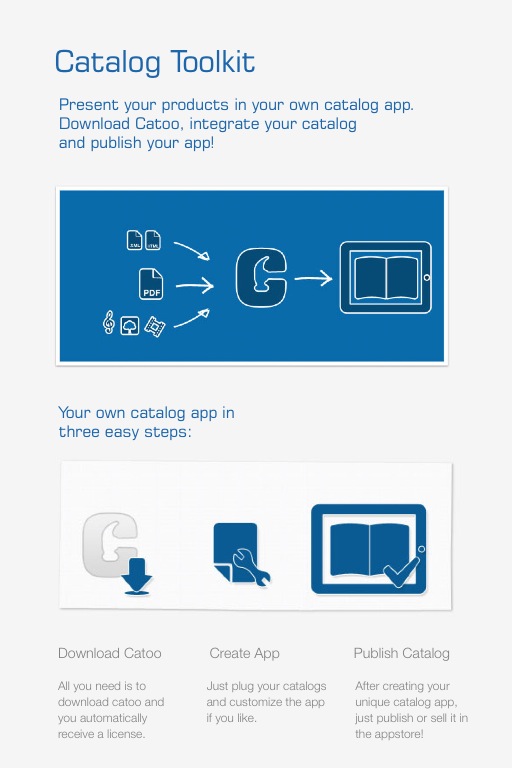 Catalog Toolkit
Present your products in your own catalog app.
Download Catoo, integrate your catalog
and publish your app!
XML HTML
PDF
C
Your own catalog app in
three easy steps:
C
Download Catoo
All you need is to
download catoo and
you automatically
receive a license.
Create App
Just plug your catalogs
and customize the app
if you like.
Publish Catalog
After creating your
unique catalog app,
just publish or sell it in
the appstore!